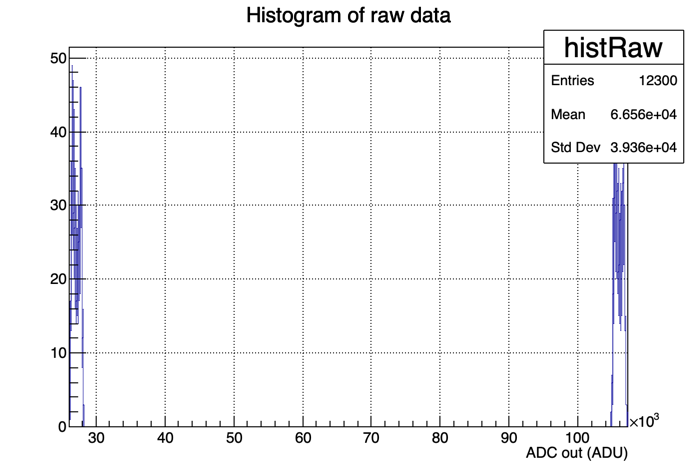 Histogram of raw data
histRaw
Entries 12300
Mean 6.656e+04
Std Dev 3.936e+04
50
40
30
20
10
0
30 40 50 60 70 80 90 100
×10³
ADC out (ADU)